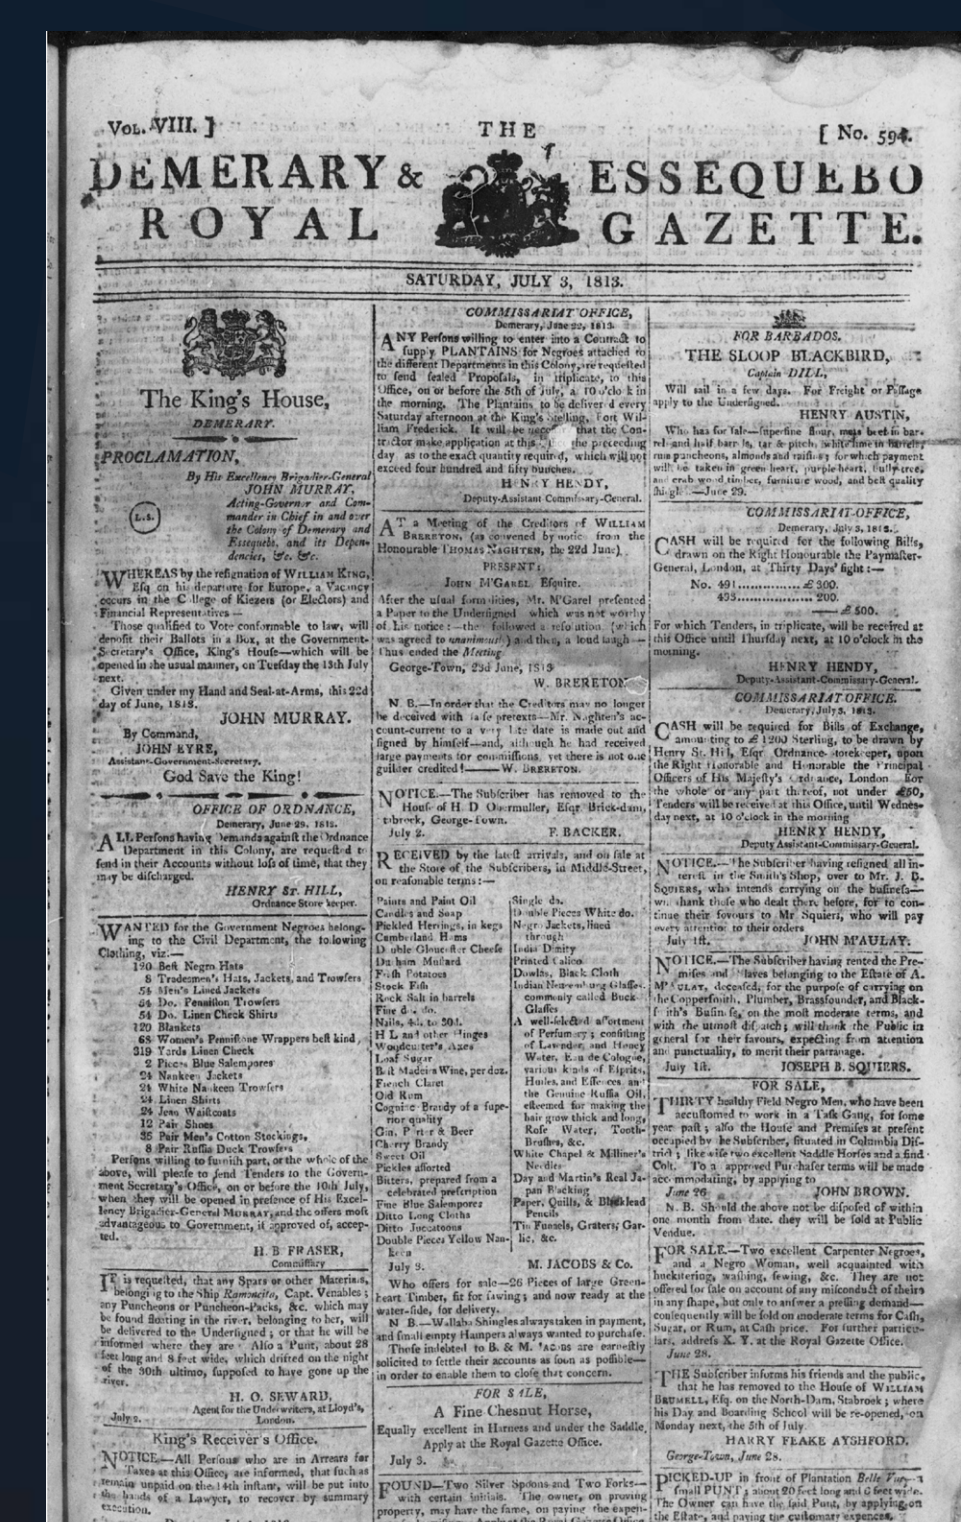 VOL. VIII. ]
THE
[ No. 594.
DEMERARY & ESSEQUEBO
ROYAL GAZETTE.
SATURDAY, JULY 3, 1813.
The King's House,
DEMERARY.
PROCLAMATION,
By His Excellency Brigadier-General
JOHN MURRAY,
L.S.
Acting-Governor and Com-
mander in Chief in and over
the Colony of Demerary and
Essequebo, and its Depen-
dencies, &c. &c.
WHEREAS by the resignation of WILLIAM KING,
Esq on his departure for Europe, a Vacancy
occurs in the College of Kiezers (or Electors) and
Financial Representatives —
Those qualified to Vote conformable to law, will
deposit their Ballots in a Box, at the Government-
Secretary's Office, King's House—which will be
opened in the usual manner, on Tuesday the 13th July
next.
Given under my Hand and Seal-at-Arms, this 22d
day of June, 1813.
JOHN MURRAY.
By Command,
JOHN EYRE,
Assistant-Government-Secretary.
God Save the King!
OFFICE OF ORDNANCE,
Demerary, June 29, 1813.
ALL Persons having Demands against the Ordnance
Department in this Colony, are requested to
send in their Accounts without loss of time, that they
may be discharged.
HENRY ST. HILL,
Ordnance Store keeper.
WANTED for the Government Negroes belong-
ing to the Civil Department, the following
Clothing, viz.—
190 Best Negro Hats
8 Tradesmen's Hats, Jackets, and Trowsers
54 Men's Lined Jackets
64 Do. Penniston Trowsers
54 Do. Linen Check Shirts
120 Blankets
68 Women's Pennistone Wrappers best kind,
319 Yards Linen Check
2 Pieces Blue Salempores
24 Nankeen Jackets
24 White Nankeen Trowsers
24 Linen Shirts
24 Jean Waistcoats
12 Pair Shoes
36 Pair Men's Cotton Stockings,
8 Pair Russia Duck Trowsers
Persons willing to furnish part, or the whole of the
above, will please to send Tenders to the Govern-
ment Secretary's Office, on or before the 10th July,
when they will be opened in presence of His Excel-
lency Brigadier-General MURRAY, and the offers most
advantageous to Government, if approved of, accep-
ted.
H. B FRASER,
Commissary
IT is requested, that any Spars or other Materials,
belonging to the Ship Ramoncita, Capt. Venables;
any Puncheons or Puncheon-Packs, &c. which may
be found floating in the river, belonging to her, will
be delivered to the Undersigned; or that he will be
informed where they are. Also a Punt, about 28
feet long and 8 feet wide, which drifted on the night
of the 30th ultimo, supposed to have gone up the
river.
H. O. SEWARD,
Agent for the Underwriters, at Lloyd's,
July 2. London.
King's Receiver's Office.
NOTICE—All Persons who are in Arrears for
Taxes at this Office, are informed, that such as
remain unpaid on the 14th instant, will be put into
the hands of a Lawyer, to recover by summary
execution.
COMMISSARIAT OFFICE,
Demerary, June 22, 1813.
ANY Persons willing to enter into a Contract to
supply PLANTAINS for Negroes attached to
the different Departments in this Colony, are requested
to send sealed Proposals, in triplicate, to this
Office, on or before the 5th of July, a 10 o'clo k in
the morning. The Plantains to be deliver d every
Saturday afternoon at the King's Stelling, Fort Wil-
liam Frederick. It will be that the Con-
tractor make application at this the preceding
day as to the exact quantity required, which will not
exceed four hundred and fifty bunches.
HENRY HENDY,
Deputy-Assistant Commissary-General.
AT a Meeting of the Creditors of WILLIAM
BRERETON, (as convened by notice from the
Honourable THOMAS NAGHTEN, the 22d June),
PRESENT:
JOHN M'GAREL Esquire.
After the usual formalities, Mr. M'Garel presented
a Paper to the Undersigned which was not worthy
of his notice:—the followed a resolution (which
was agreed to unanimous!) and then, a loud laugh—
Thus ended the Meeting.
George-Town, 23d June, 1813
W. BRERETON
N. B.—In order that the Creditors may no longer
be deceived with false pretexts—Mr. Naghten's ac-
count-current to a very late date is made out and
signed by himself—and, although he had received
large payments for commissions, yet there is not one
guilder credited!——W. BRERETON.
NOTICE.—The Subscriber has removed to the
House of H. D Obermuller, Esqr. Brick-dam,
Stabroek, George-Town.
July 2. F. BACKER.
RECEIVED by the latest arrivals, and on sale at
the Store of the Subscribers, in Middle-Street,
on reasonable terms:—
Paints and Paint Oil
Candles and Soap
Pickled Herrings, in kegs
Cumberland Hams
Double Gloucester Cheese
Durham Mustard
Fresh Potatoes
Stock Fish
Rock Salt in barrels
Fine do. do.
Nails, 4d. to 30d.
H L and other Hinges
Woodcutter's Axes
Loaf Sugar
Best Madeira Wine, per doz.
French Claret
Old Rum
Cogniac Brandy of a supe-
rior quality
Gin, Porter & Beer
Cherry Brandy
Sweet Oil
Pickles assorted
Bitters, prepared from a
celebrated prescription
Fine Blue Salempores
Ditto Long Cloths
Ditto
Double Pieces Yellow Nan-
keen
Single do.
Double Pieces White do.
Negro Jackets, lined
through
India Dimity
Printed Calico
Dowlas, Black Cloth
Indian Glasses,
commonly called Buck
Glasses
A well-selected assortment
of Perfumery; consisting
of Lavender, and Honey
Water, Eau de Cologne,
various kinds of Esprits,
Huiles, and Essences and
the Genuine Russia Oil,
esteemed for making the
hair grow thick and long,
Rose Water, Tooth-
Brushes, &c.
White Chapel & Milliner's
Needles
Day and Martin's Real Ja-
pan Blacking
Paper, Quills, & Blacklead
Pencils
Tin Funnels, Graters, Gar-
lic, &c.
July 3. M. JACOBS & Co.
Who offers for sale—26 Pieces of large Green-
heart Timber, fit for sawing; and now ready at the
water-side, for delivery.
N B.—Wallaba Shingles always taken in payment,
and small empty Hampers always wanted to purchase.
Those indebted to B. & M. JACOBS are earnestly
solicited to settle their accounts as soon as possible—
in order to enable them to close that concern.
FOR SALE,
A Fine Chesnut Horse,
Equally excellent in Harness and under the Saddle,
Apply at the Royal Gazette Office.
July 3.
FOUND—Two Silver Spoons and Two Forks—
with certain initials. The owner, on proving
property, may have the same, on paying the expen-
FOR BARBADOS.
THE SLOOP BLACKBIRD,
Captain DILL,
Will sail in a few days. For Freight or Passage
apply to the Undersigned.
HENRY AUSTIN,
Who has for sale—superfine flour, mess beef in bar-
rels and half barrels, tar & pitch, white lime in
rum puncheons, almonds and raisins; for which payment
will be taken in green heart, purple heart, bully tree,
and crab wood timber, furniture wood, and best quality
shingles.—June 29.
COMMISSARIAT-OFFICE,
Demerary, July 3, 1813.
CASH will be required for the following Bills,
drawn on the Right Honourable the Paymaster-
General, London, at Thirty Days' sight:—
No. 491................£ 300.
493................. 200.
——£ 500.
For which Tenders, in triplicate, will be received at
this Office until Thursday next, at 10 o'clock in the
morning.
HENRY HENDY,
Deputy-Assistant-Commissary-General.
COMMISSARIAT OFFICE.
Demerary, July 3, 1813.
CASH will be required for Bills of Exchange,
amounting to £ 1200 Sterling, to be drawn by
Henry St. Hill, Esqr. Ordnance-Storekeeper, upon
the Right Honorable and Honorable the Principal
Officers of His Majesty's Ordnance, London. For
the whole or any part thereof, not under £50,
Tenders will be received at this Office, until Wednes-
day next, at 10 o'clock in the morning
HENRY HENDY,
Deputy Assistant-Commissary-General.
NOTICE.—The Subscriber having resigned all in-
terest in the Smith's Shop, over to Mr. J. B.
SQUIERS, who intends carrying on the business—
will thank those who dealt there before, for to con-
tinue their favours to Mr Squiers, who will pay
every attention to their orders
July 1st. JOHN M'AULAY.
NOTICE.—The Subscriber having rented the Pre-
mises and Slaves belonging to the Estate of A.
M'AULAY, deceased, for the purpose of carrying on
the Coppersmith, Plumber, Brassfounder, and Black-
smith's Business, on the most moderate terms, and
with the utmost dispatch; will thank the Public in
general for their favours, expecting from attention
and punctuality, to merit their patronage.
July 1st. JOSEPH B. SQUIERS.
FOR SALE,
THIRTY healthy Field Negro Men, who have been
accustomed to work in a Task Gang, for some
year past; also the House and Premises at present
occupied by the Subscriber, situated in Columbia Dis-
trict; likewise two excellent Saddle Horses and a fine
Colt. To a approved Purchaser terms will be made
accommodating, by applying to
June 26 JOHN BROWN.
N. B. Should the above not be disposed of within
one month from date, they will be sold at Public
Vendue.
FOR SALE.—Two excellent Carpenter Negroes,
and a Negro Woman, well acquainted with
huckstering, washing, sewing, &c. They are not
offered for sale on account of any misconduct of theirs
in any shape, but only to answer a pressing demand—
consequently will be sold on moderate terms for Cash,
Sugar, or Rum, at Cash price. For further particu-
lars, address X. Y. at the Royal Gazette Office.
June 28.
THE Subscriber informs his friends and the public,
that he has removed to the House of WILLIAM
BRUMELL, Esq. on the North-Dam, Stabroek; where
his Day and Boarding School will be re-opened, on
Monday next, the 5th of July.
HARRY FLAKE AYSHFORD.
George-Town, June 28.
PICKED-UP in front of Plantation Belle Vue, a
small PUNT; about 20 feet long and 6 feet wide.
The Owner can have the said Punt, by applying on
the Estate, and paying the customary expences.